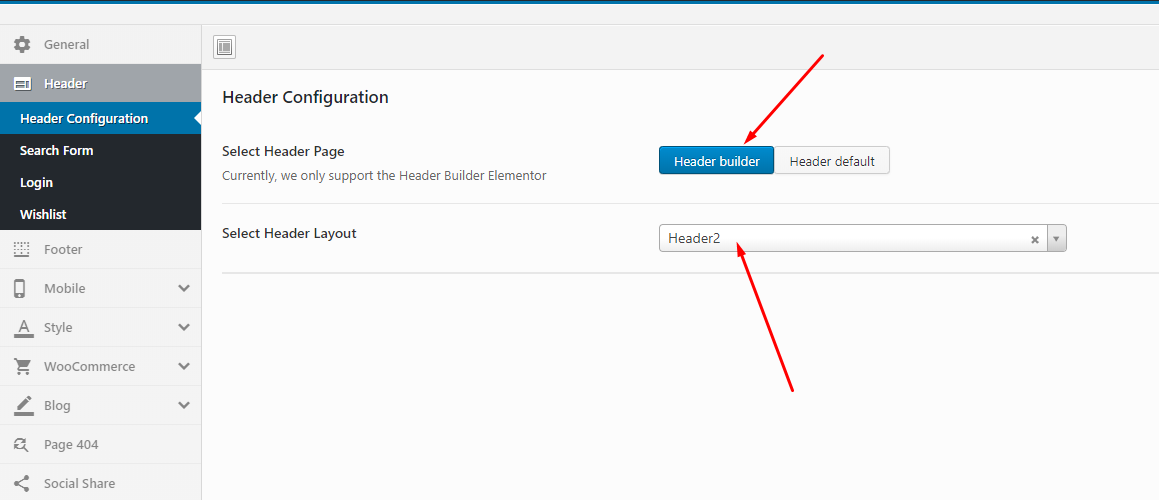 General
Header
Header Configuration
Search Form
Login
Wishlist
Footer
Mobile
Style
WooCommerce
Blog
Page 404
Social Share
Header Configuration
Select Header Page
Currently, we only support the Header Builder Elementor
Header builder
Header default
Select Header Layout
Header2